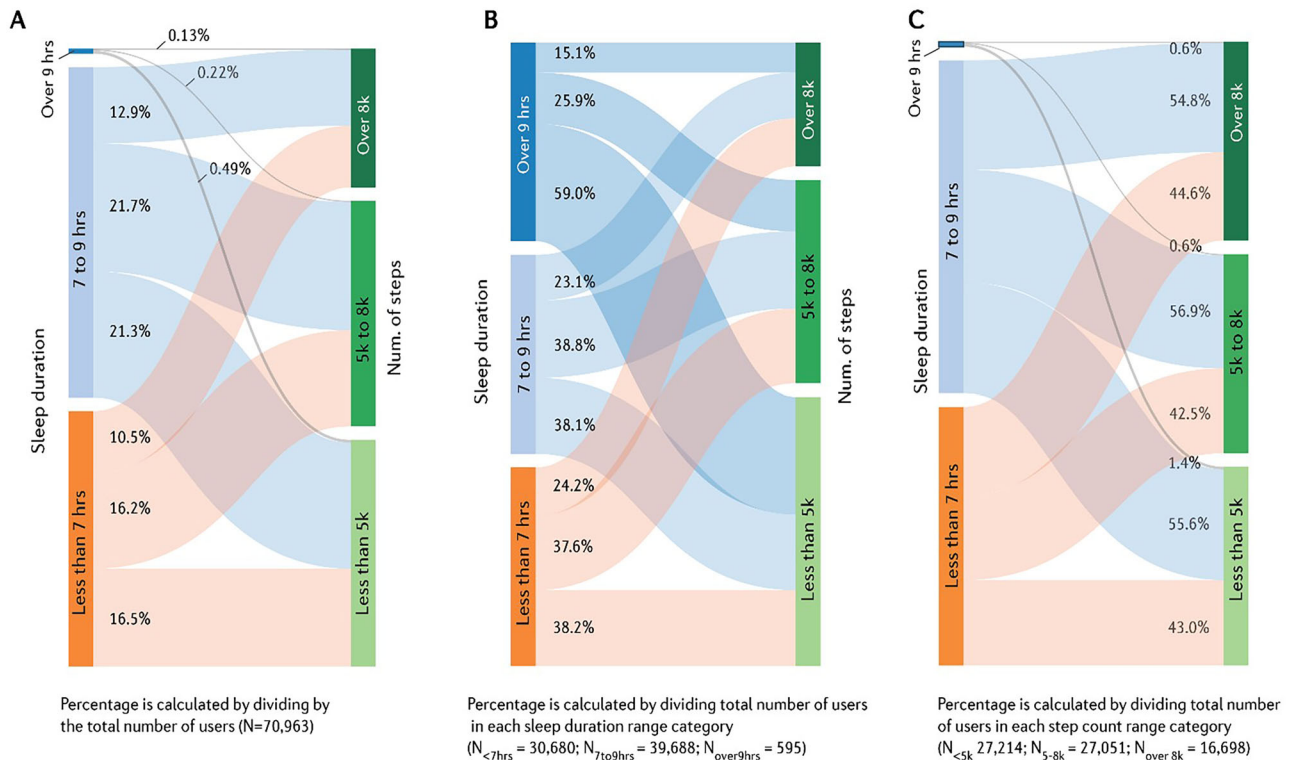 A
Over 9 hrs
7 to 9 hrs
Less than 7 hrs
Sleep duration
0.13%
0.22%
0.49%
12.9%
21.7%
21.3%
10.5%
16.2%
16.5%
Over 8k
5k to 8k
Less than 5k
Num. of steps
Percentage is calculated by dividing by
the total number of users (N=70,963)
B
Over 9 hrs
7 to 9 hrs
Less than 7 hrs
Sleep duration
15.1%
25.9%
59.0%
23.1%
38.8%
38.1%
24.2%
37.6%
38.2%
Over 8k
5k to 8k
Less than 5k
Num. of steps
Percentage is calculated by dividing total number of users
in each sleep duration range category
(N<7hrs = 30,680; N7to9hrs = 39,688; Nover9hrs = 595)
C
Over 9 hrs
7 to 9 hrs
Less than 7 hrs
Sleep duration
0.6%
54.8%
44.6%
0.6%
56.9%
42.5%
1.4%
55.6%
43.0%
Over 8k
5k to 8k
Less than 5k
Percentage is calculated by dividing total number
of users in each step count range category
(N<5k 27,214; N5-8k = 27,051; Nover 8k = 16,698)